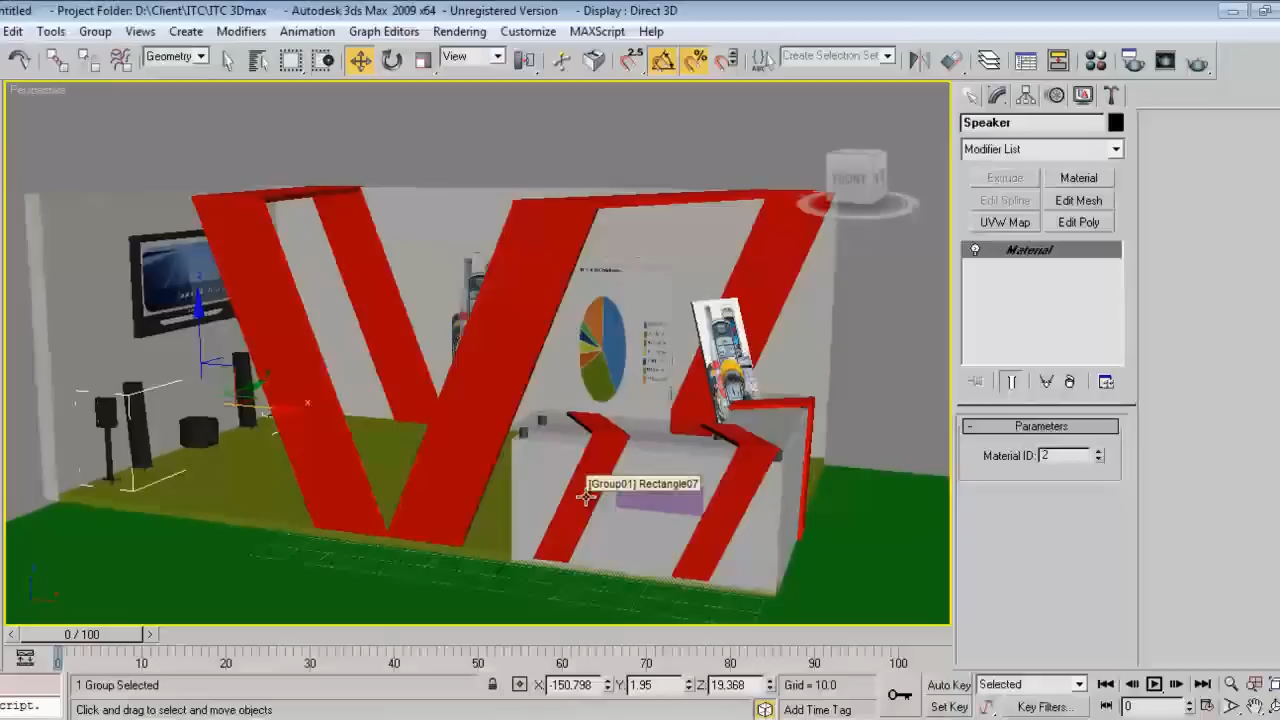 ntitled - Project Folder: D:\Client\ITC\ITC 3Dmax - Autodesk 3ds Max 2009 x64 - Unregistered Version - Display : Direct 3D
Edit Tools Group Views Create Modifiers Animation Graph Editors Rendering Customize MAXScript Help
Geometry View 2.5 ABC Create Selection Set
Perspective
Speaker
Modifier List
Extrude Material
Edit Spline Edit Mesh
UVW Map Edit Poly
Material
FRONT
- Parameters
Material ID: 2
[Group01] Rectangle07
z
x
< 0 / 100 >
0 10 20 30 40 50 60 70 80 90 100
1 Group Selected X: -150.798 Y: 1.95 Z: 19.368 Grid = 10.0 Auto Key Selected
cript. Click and drag to select and move objects Add Time Tag Set Key Key Filters... 0